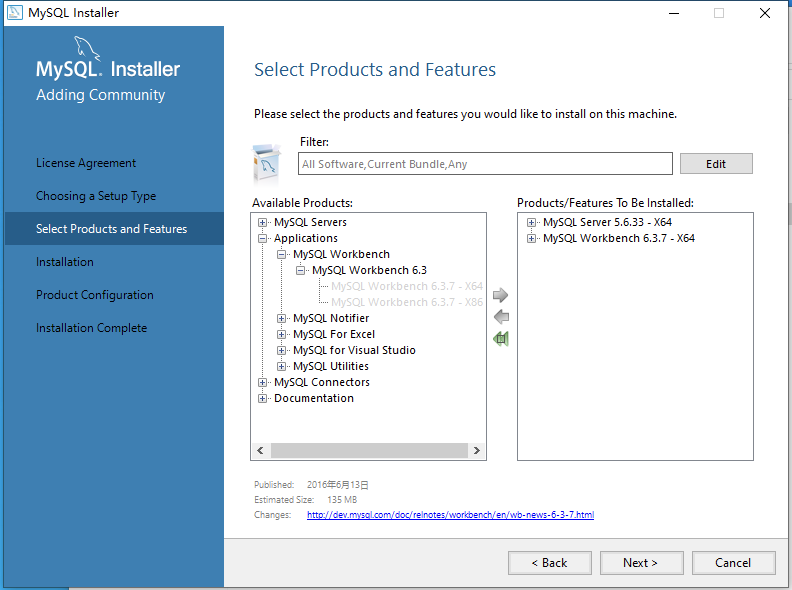 MySQL Installer
MySQL. Installer
Adding Community
License Agreement
Choosing a Setup Type
Select Products and Features
Installation
Product Configuration
Installation Complete
Select Products and Features
Please select the products and features you would like to install on this machine.
Filter:
All Software,Current Bundle,Any
Edit
Available Products:
MySQL Servers
Applications
MySQL Workbench
MySQL Workbench 6.3
MySQL Workbench 6.3.7 - X64
MySQL Workbench 6.3.7 - X86
MySQL Notifier
MySQL For Excel
MySQL for Visual Studio
MySQL Utilities
MySQL Connectors
Documentation
Products/Features To Be Installed:
MySQL Server 5.6.33 - X64
MySQL Workbench 6.3.7 - X64
Published: 2016年6月13日
Estimated Size: 135 MB
Changes: http://dev.mysql.com/doc/relnotes/workbench/en/wb-news-6-3-7.html
< Back
Next >
Cancel